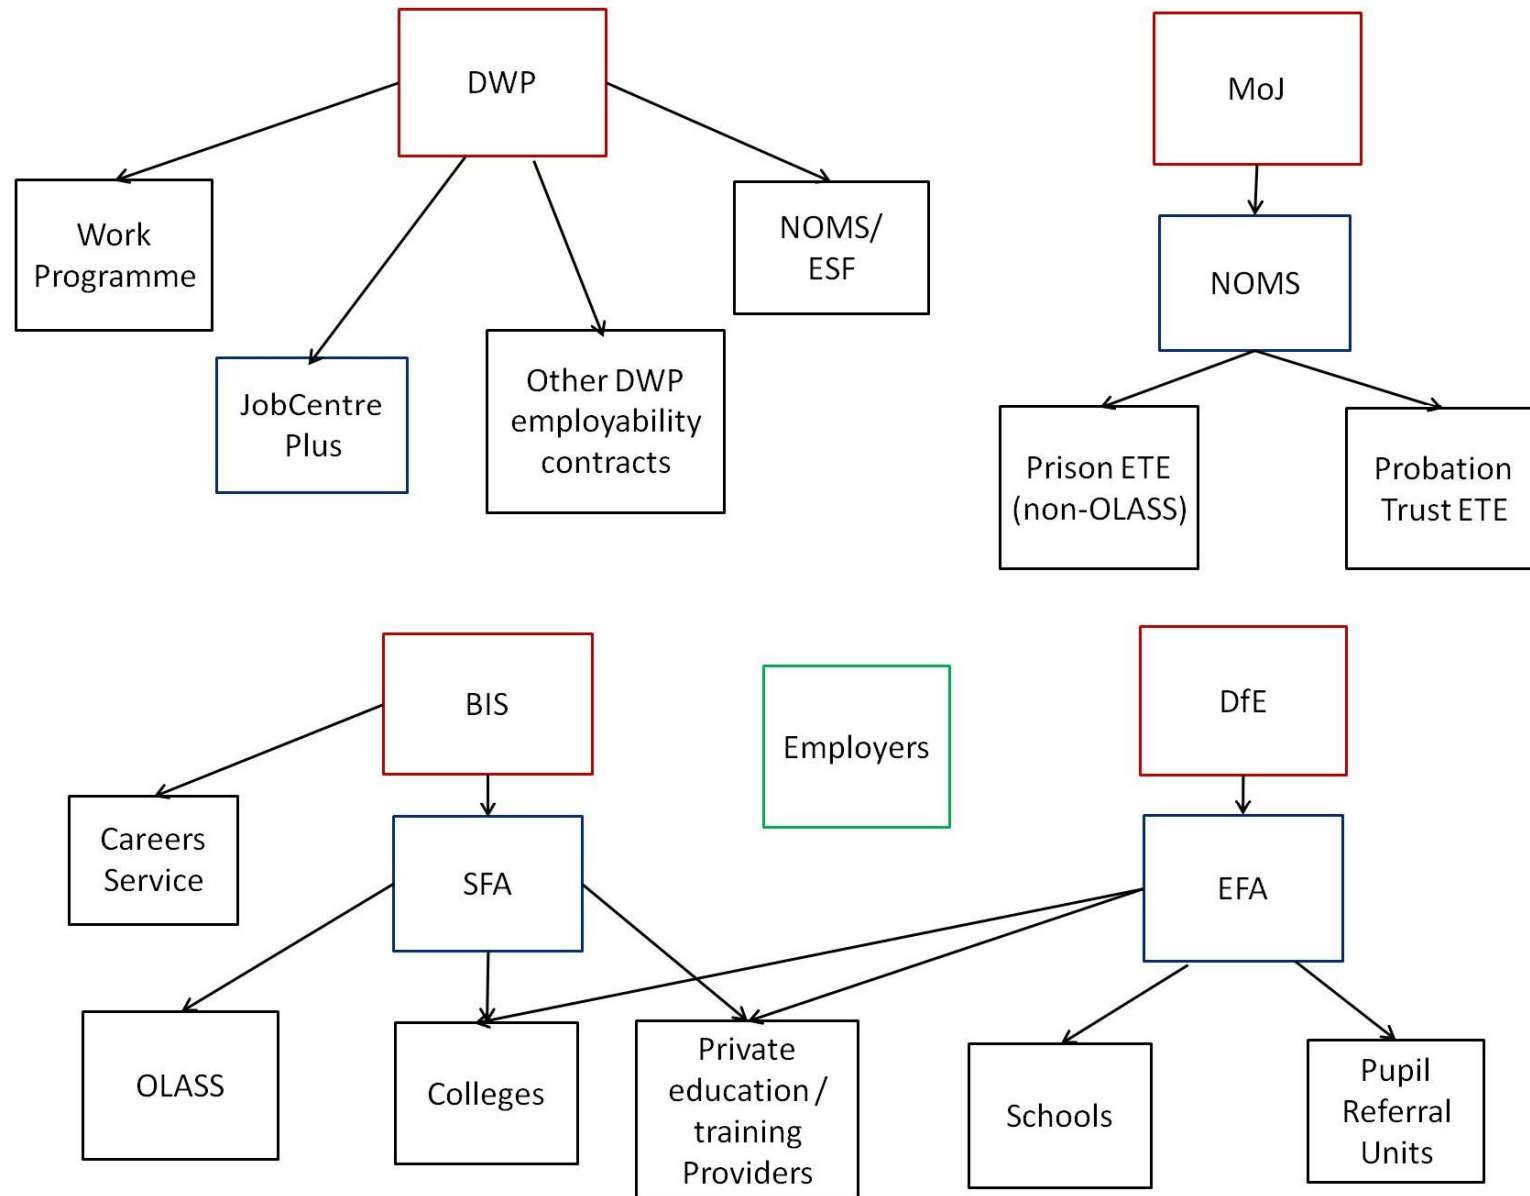 DWP
MoJ
Work
Programme
NOMS/
ESF
NOMS
JobCentre
Plus
Other DWP
employability
contracts
Prison ETE
(non-OLASS)
Probation
Trust ETE
BIS
Employers
DfE
Careers
Service
SFA
EFA
OLASS
Colleges
Private
education /
training
Providers
Schools
Pupil
Referral
Units